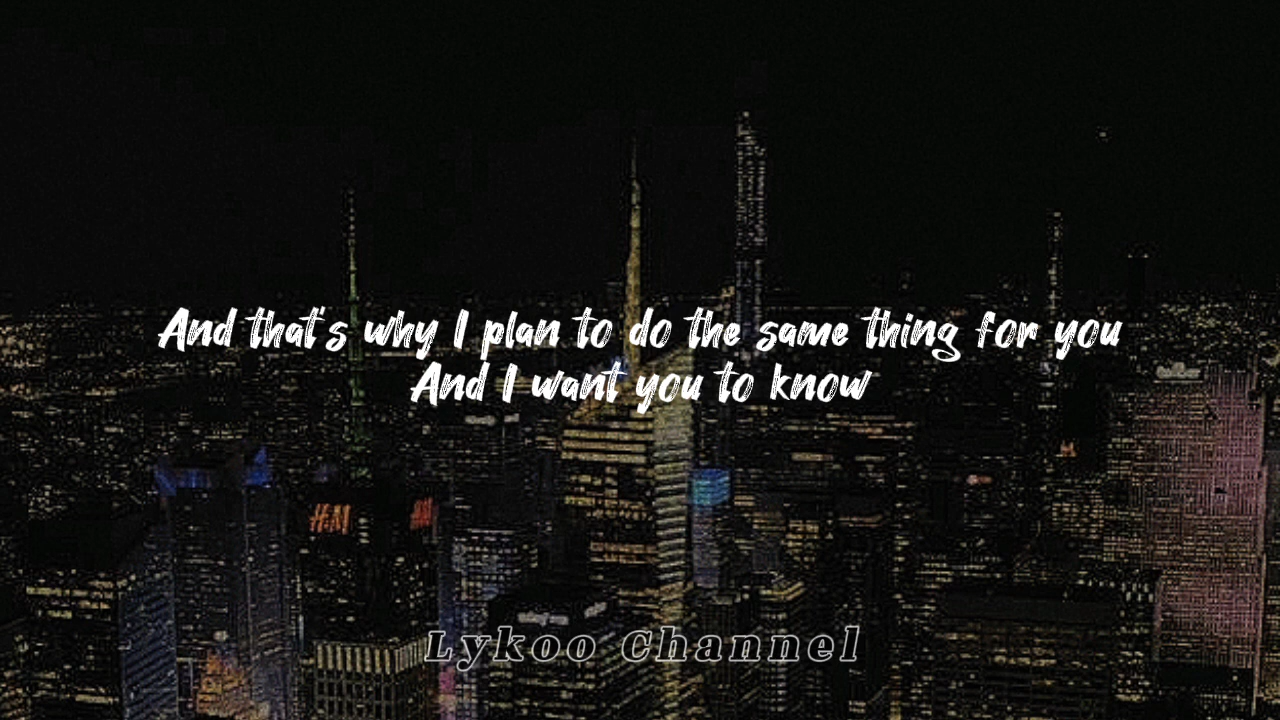 And that's why I plan to do the same thing for you
And I want you to know
H&M
Lykoo Channel